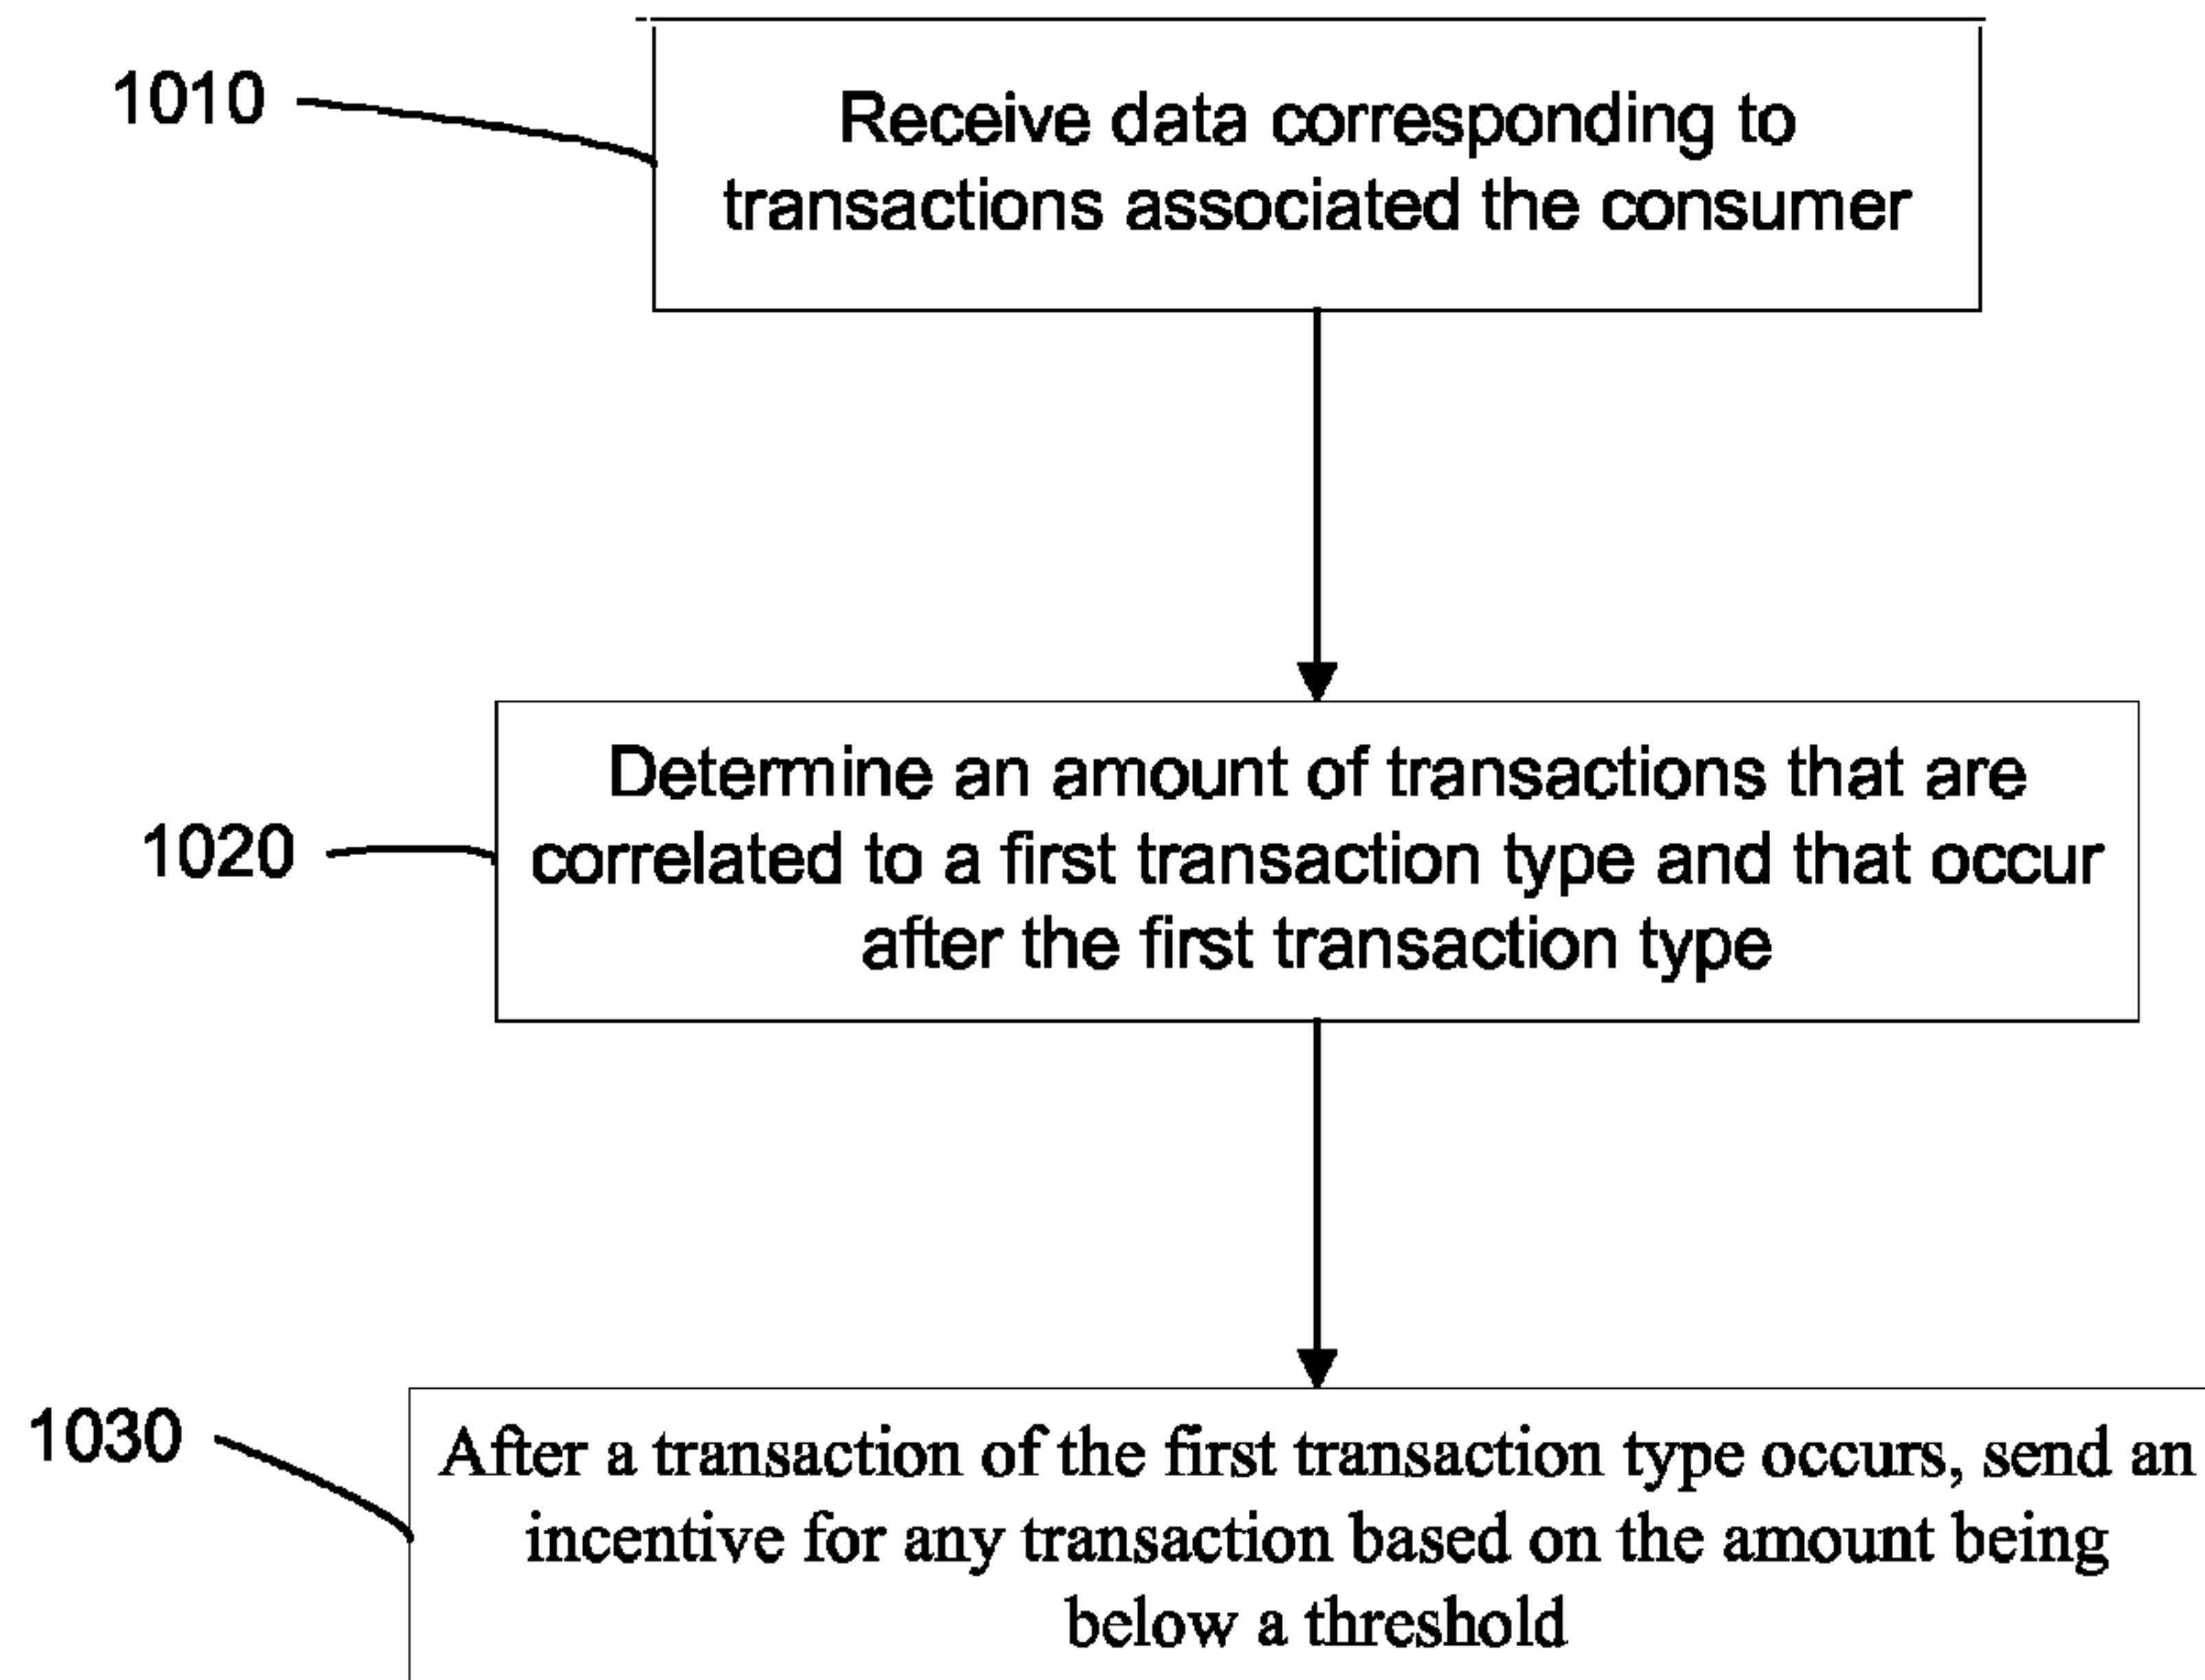 1010
Receive data corresponding to
transactions associated the consumer
Determine an amount of transactions that are
1020
correlated to a first transaction type and that occur
after the first transaction type
1030
After a transaction of the first transaction type occurs, send an
incentive for any transaction based on the amount being
below a threshold